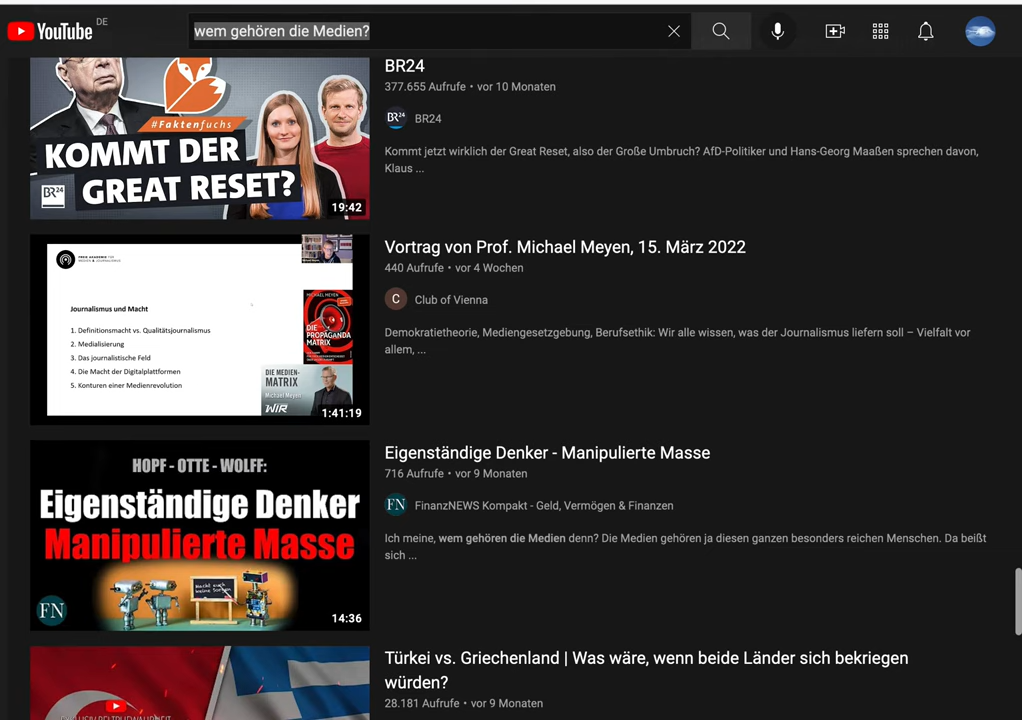 YouTube DE
wem gehören die Medien?
BR24
377.655 Aufrufe • vor 10 Monaten
BR24 BR24
Kommt jetzt wirklich der Great Reset, also der Große Umbruch? AfD-Politiker und Hans-Georg Maaßen sprechen davon,
Klaus ...
#Faktenfuchs
KOMMT DER
GREAT RESET?
BR24
19:42
Vortrag von Prof. Michael Meyen, 15. März 2022
440 Aufrufe • vor 4 Wochen
C Club of Vienna
Demokratietheorie, Mediengesetzgebung, Berufsethik: Wir alle wissen, was der Journalismus liefern soll – Vielfalt vor
allem, ...
FREIE AKADEMIE FÜR
MEDIEN & JOURNALISMUS
Journalismus und Macht
1. Definitionsmacht vs. Qualitätsjournalismus
2. Medialisierung
3. Das journalistische Feld
4. Die Macht der Digitalplattformen
5. Konturen einer Medienrevolution
MICHAEL MEYEN
DIE
PROPAGANDA
MATRIX
DIE MEDIEN-
MATRIX
Michael Meyen
WIR
1:41:19
Eigenständige Denker - Manipulierte Masse
716 Aufrufe • vor 9 Monaten
FN FinanzNEWS Kompakt - Geld, Vermögen & Finanzen
Ich meine, wem gehören die Medien denn? Die Medien gehören ja diesen ganzen besonders reichen Menschen. Da beißt
sich ...
HOPF - OTTE - WOLFF:
Eigenständige Denker
Manipulierte Masse
FN
14:36
Türkei vs. Griechenland | Was wäre, wenn beide Länder sich bekriegen
würden?
28.181 Aufrufe • vor 9 Monaten